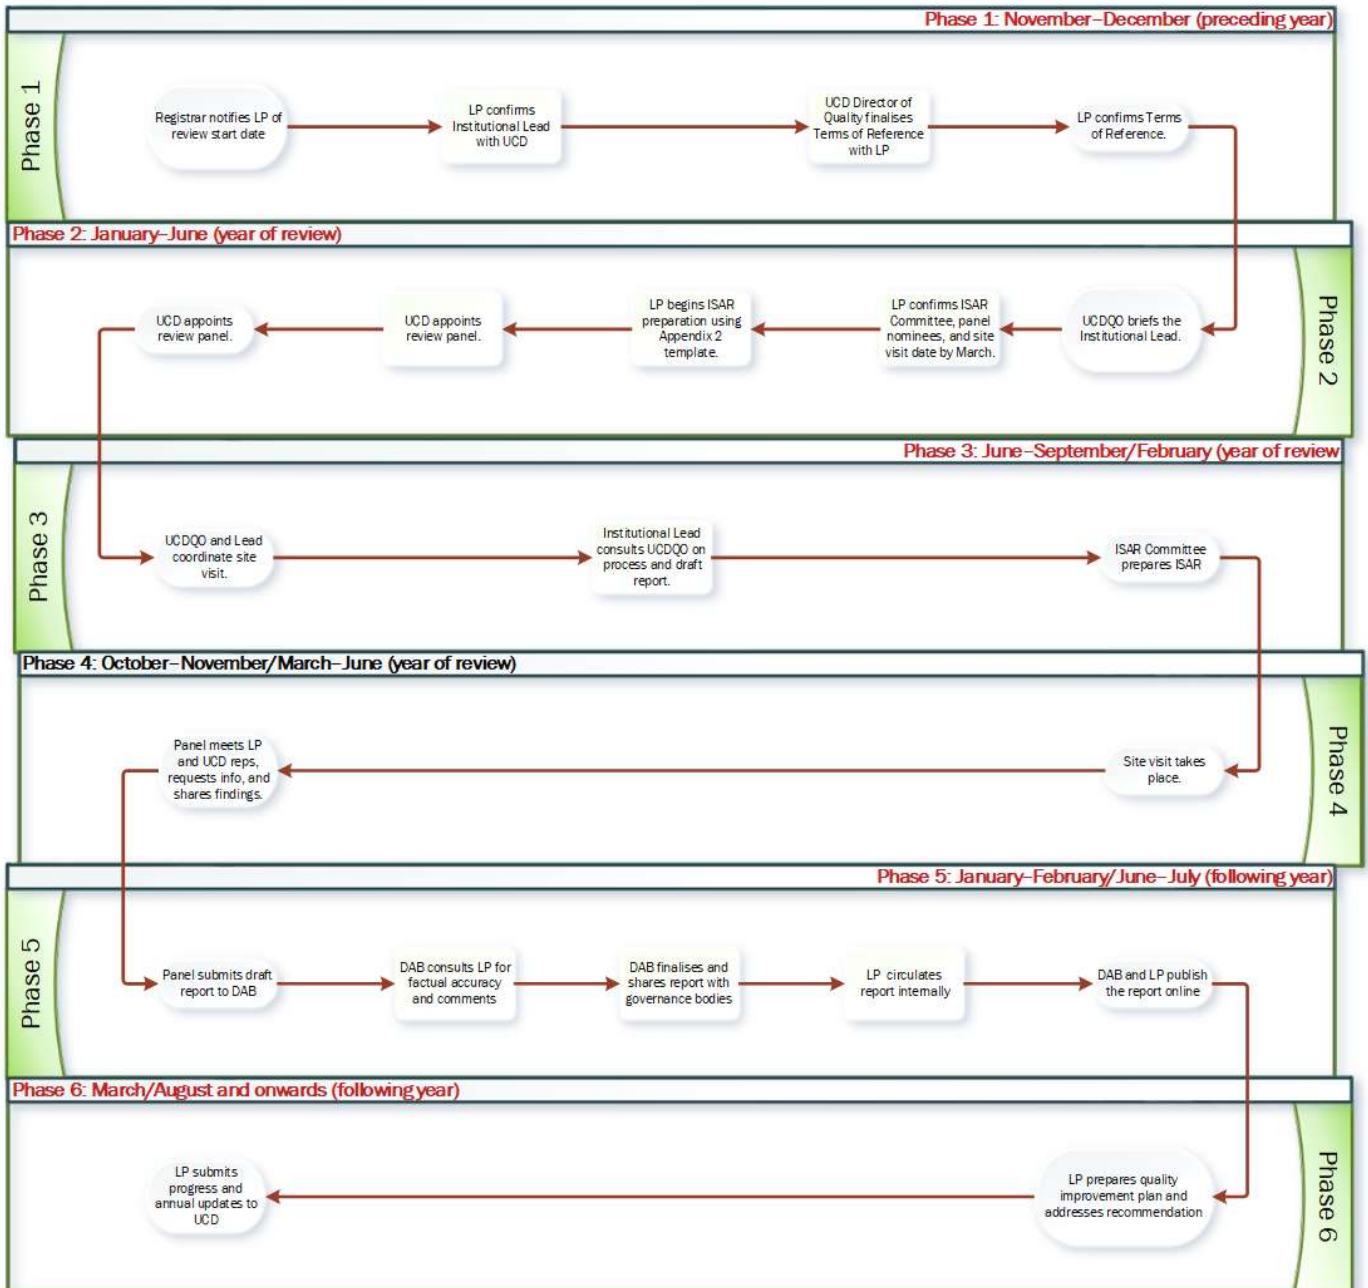 Phase 1: November–December (preceding year)
Phase 1
Registrar notifies LP of
review start date
LP confirms
Institutional Lead
with UCD
UCD Director of
Quality finalises
Terms of Reference
with LP
LP confirms Terms
of Reference.
Phase 2: January–June (year of review)
Phase 2
UCDQO briefs the
Institutional Lead.
LP confirms ISAR
Committee, panel
nominees, and site
visit date by March.
LP begins ISAR
preparation using
Appendix 2
template.
UCD appoints
review panel.
UCD appoints
review panel.
Phase 3: June–September/February (year of review
Phase 3
UCDQO and Lead
coordinate site
visit.
Institutional Lead
consults UCDQO on
process and draft
report.
ISAR Committee
prepares ISAR
Phase 4: October–November/March–June (year of review)
Phase 4
Site visit takes
place.
Panel meets LP
and UCD reps,
requests info, and
shares findings.
Phase 5: January–February/June–July (following year)
Phase 5
Panel submits draft
report to DAB
DAB consults LP for
factual accuracy
and comments
DAB finalises and
shares report with
governance bodies
LP circulates
report internally
DAB and LP publish
the report online
Phase 6: March/August and onwards (following year)
Phase 6
LP prepares quality
improvement plan and
addresses recommendation
LP submits
progress and
annual updates to
UCD